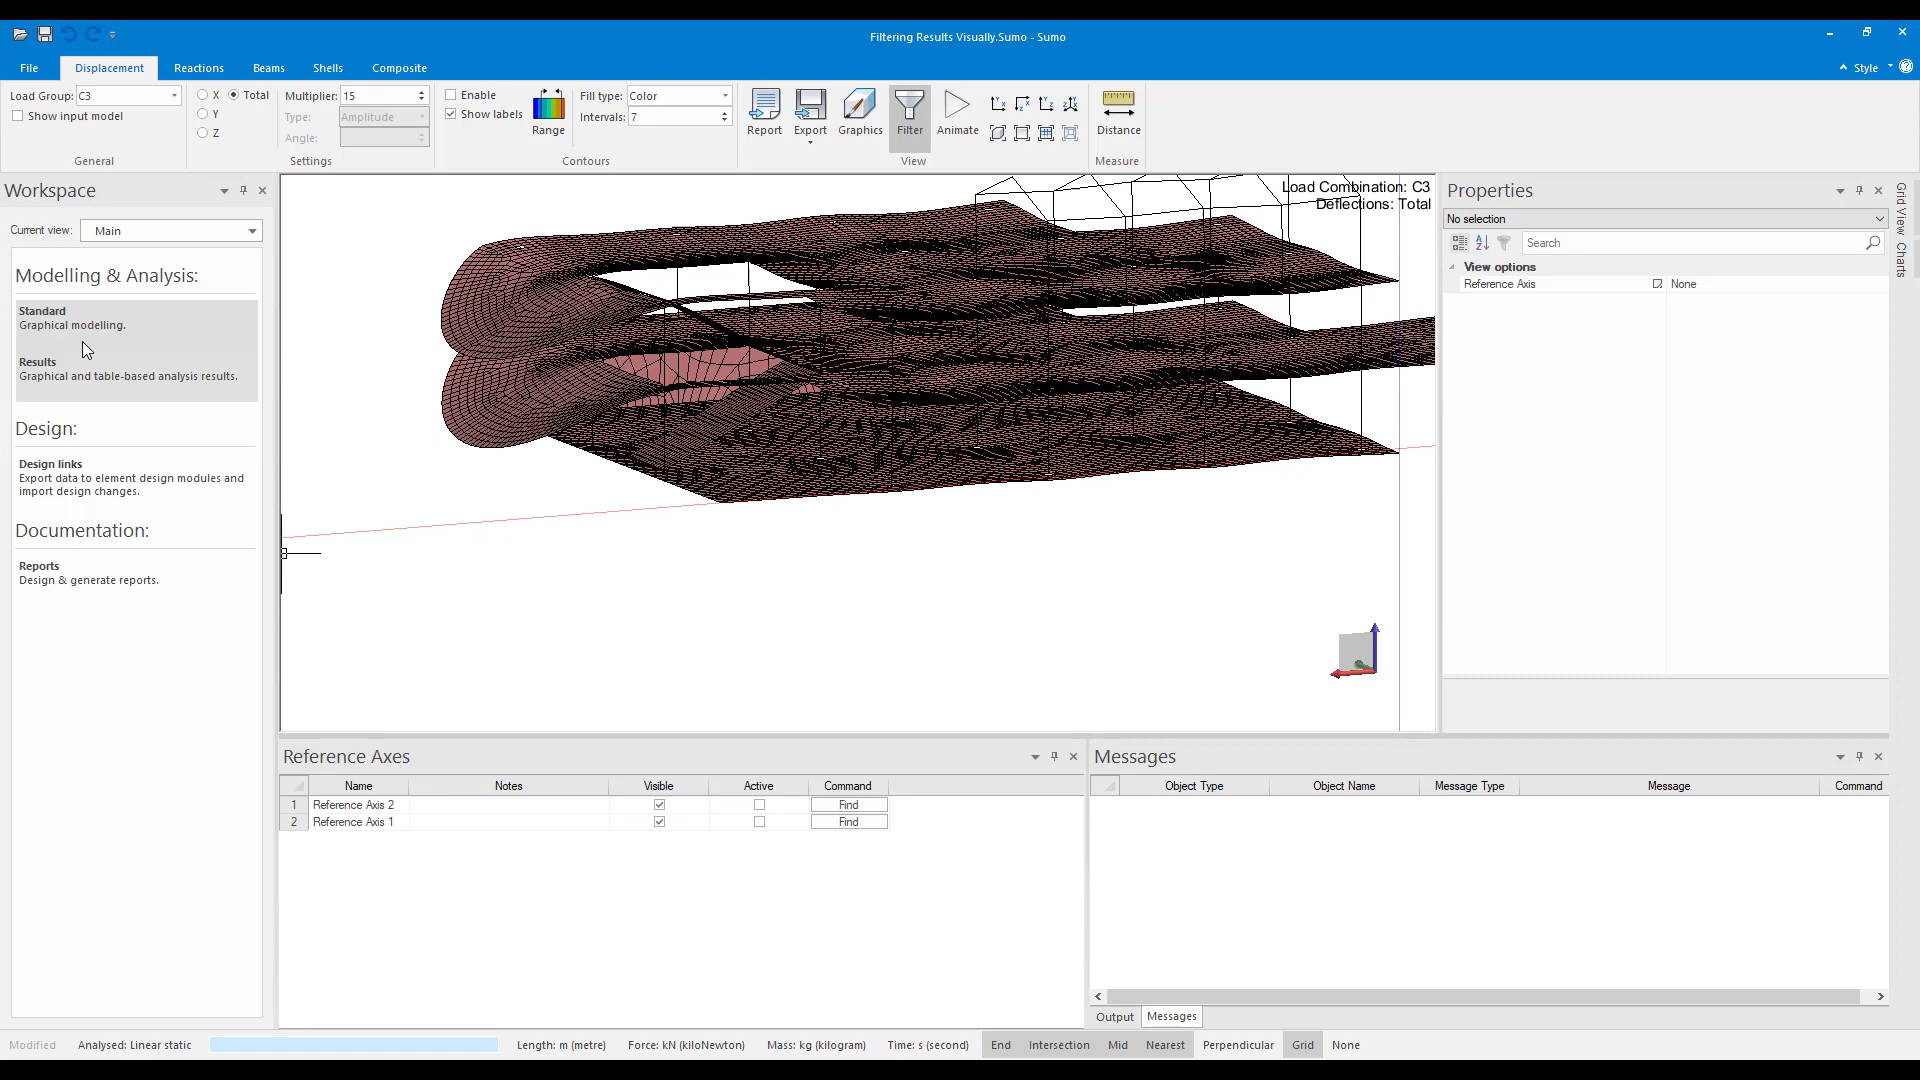 Filtering Results Visually.Sumo - Sumo
File
Displacement
Reactions
Beams
Shells
Composite
Style
Load Group: C3
Show input model
General
X
Total
Y
Z
Multiplier: 15
Type: Amplitude
Angle:
Settings
Enable
Show labels
Range
Fill type: Color
Intervals: 7
Contours
Report
Export
Graphics
Filter
Animate
View
Distance
Measure
Workspace
Current view: Main
Modelling & Analysis:
Standard
Graphical modelling.
Results
Graphical and table-based analysis results.
Design:
Design links
Export data to element design modules and
import design changes.
Documentation:
Reports
Design & generate reports.
Load Combination: C3
Deflections: Total
Properties
No selection
Search
View options
Reference Axis None
Grid View
Charts
Reference Axes
Name Notes Visible Active Command
1 Reference Axis 2 Find
2 Reference Axis 1 Find
Messages
Object Type Object Name Message Type Message Command
Output Messages
Modified Analysed: Linear static Length: m (metre) Force: kN (kiloNewton) Mass: kg (kilogram) Time: s (second) End Intersection Mid Nearest Perpendicular Grid None